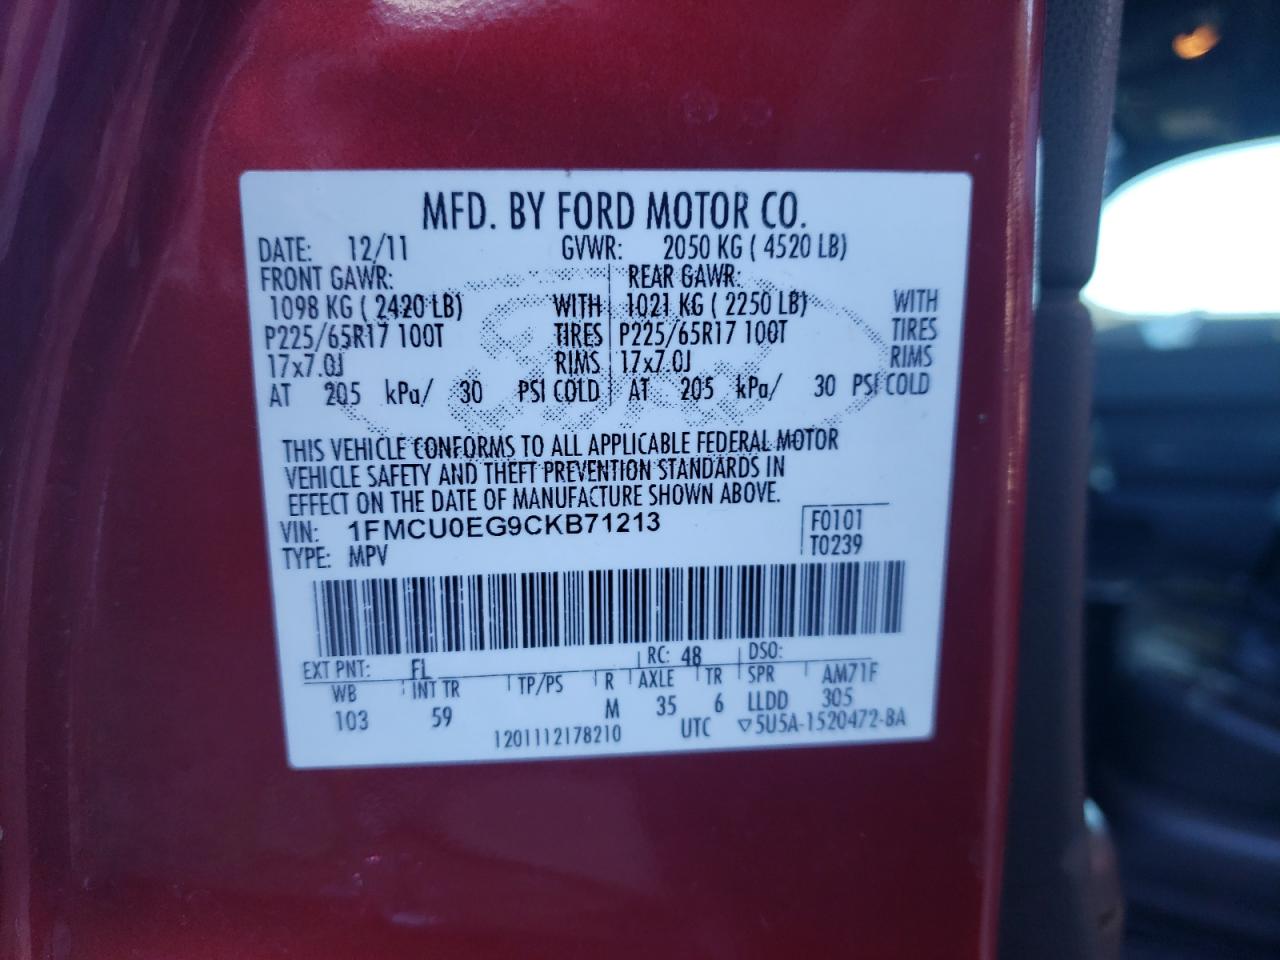 MFD. BY FORD MOTOR CO.
DATE: 12/11 GVWR: 2050 KG ( 4520 LB)
FRONT GAWR: REAR GAWR:
1098 KG ( 2420 LB) WITH 1021 KG ( 2250 LB) WITH
P225/65R17 100T TIRES P225/65R17 100T TIRES
17x7.0J RIMS 17x7.0J RIMS
AT 205 kPa/ 30 PSI COLD AT 205 kPa/ 30 PSI COLD
THIS VEHICLE CONFORMS TO ALL APPLICABLE FEDERAL MOTOR
VEHICLE SAFETY AND THEFT PREVENTION STANDARDS IN
EFFECT ON THE DATE OF MANUFACTURE SHOWN ABOVE.
VIN: 1FMCU0EG9CKB71213 F0101
TYPE: MPV T0239
EXT PNT: FL RC: 48 DSO:
WB INT TR TP/PS R AXLE TR SPR AM71F
103 59 M 35 6 LLDD 305
1201112178210 UTC ▽5U5A-1520472-BA